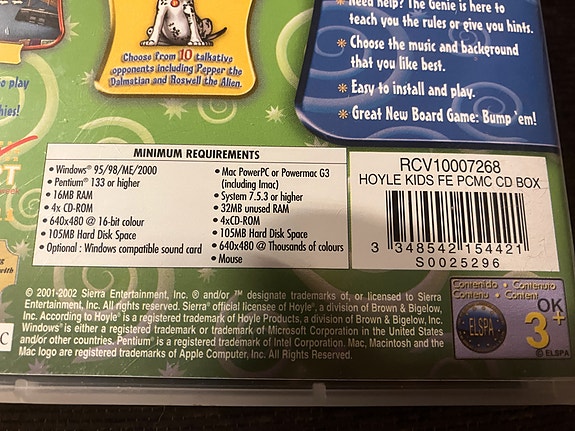 Need help? The Genie is here to
teach you the rules or give you hints.
Choose the music and background
that you like best.
Easy to install and play.
Great New Board Game: Bump 'em!
Choose from 10 talkative
opponents including Pepper the
Dalmatian and Roswell the Alien.
to play
MINIMUM REQUIREMENTS
• Windows® 95/98/ME/2000
• Pentium® 133 or higher
• 16MB RAM
• 4x CD-ROM
• 640x480 @ 16-bit colour
• 105MB Hard Disk Space
• Optional : Windows compatible sound card
• Mac PowerPC or Powermac G3
(including Imac)
• System 7.5.3 or higher
• 32MB unused RAM
• 4x CD-ROM
• 105MB Hard Disk Space
• 640x480 @ Thousands of colours
• Mouse
RCV10007268
HOYLE KIDS FE PCMC CD BOX
3 348542 154421
S0025296
© 2001-2002 Sierra Entertainment, Inc. ® and/or ™ designate trademarks of, or licensed to Sierra
Entertainment, Inc. All rights reserved. Sierra® official licensee of Hoyle®, a division of Brown & Bigelow,
Inc. According to Hoyle® is a registered trademark of Hoyle Products, a division of Brown & Bigelow, Inc.
Windows® is either a registered trademark or trademark of Microsoft Corporation in the United States
and/or other countries. Pentium® is a registered trademark of Intel Corporation. Mac, Macintosh and the
Mac logo are registered trademarks of Apple Computer, Inc. All Rights Reserved.
Contenido · Contenuto
Contenu · Content
ELSPA
OK
3+
© ELSPA